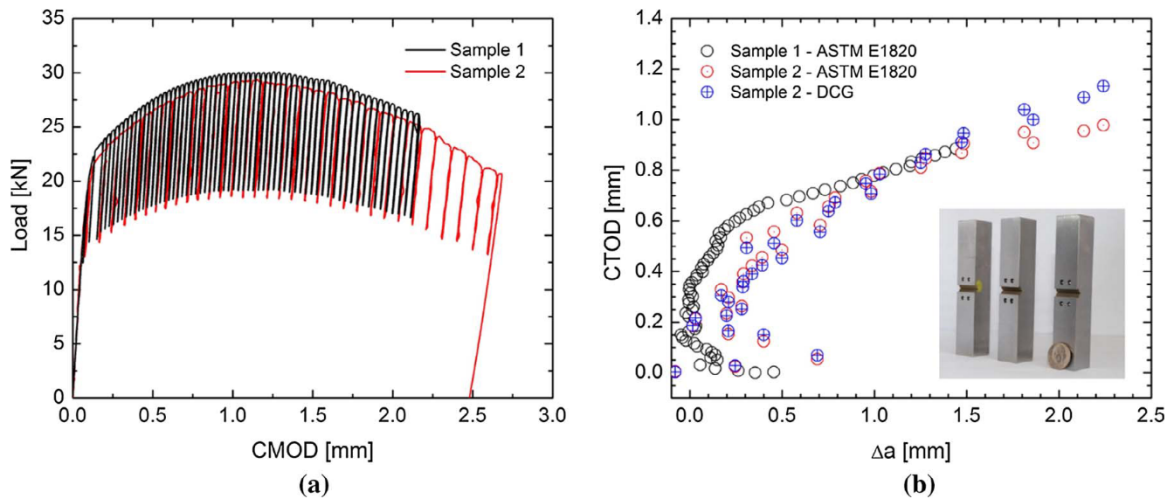 Load [kN]
35
30
25
20
15
10
5
0
Sample 1
Sample 2
0.0 0.5 1.0 1.5 2.0 2.5 3.0
CMOD [mm]
(a)
CTOD [mm]
1.4
1.2
1.0
0.8
0.6
0.4
0.2
0.0
Sample 1 - ASTM E1820
Sample 2 - ASTM E1820
Sample 2 - DCG
0.0 0.5 1.0 1.5 2.0 2.5
Δa [mm]
(b)